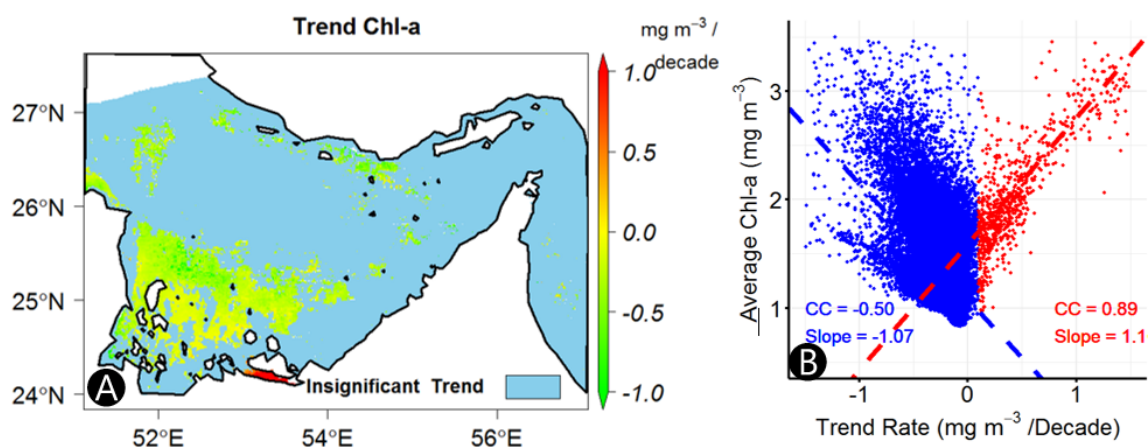 Trend Chl-a
mg m−3 /
decade
27°N
26°N
25°N
24°N
52°E
54°E
56°E
A
Insignificant Trend
1.0
0.5
0.0
-0.5
-1.0
B
Average Chl-a (mg m−3)
3
2
1
CC = -0.50
Slope = -1.07
CC = 0.89
Slope = 1.1
-1
0
1
Trend Rate (mg m−3 /Decade)